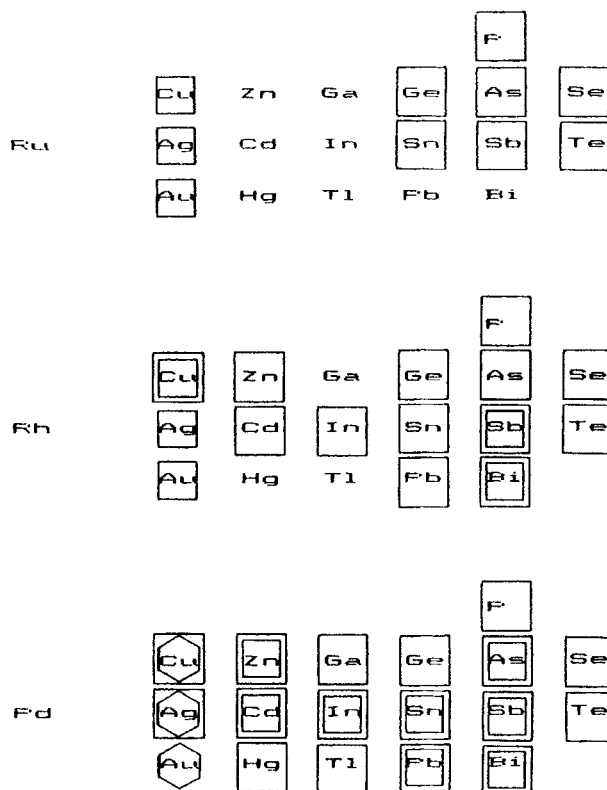 P
Cu Zn Ga Ge As Se
Ru Ag Cd In Sn Sb Te
Au Hg Tl Pb Bi
P
Cu Zn Ga Ge As Se
Rh Ag Cd In Sn Sb Te
Au Hg Tl Pb Bi
P
Cu Zn Ga Ge As Se
Pd Ag Cd In Sn Sb Te
Au Hg Tl Pb Bi